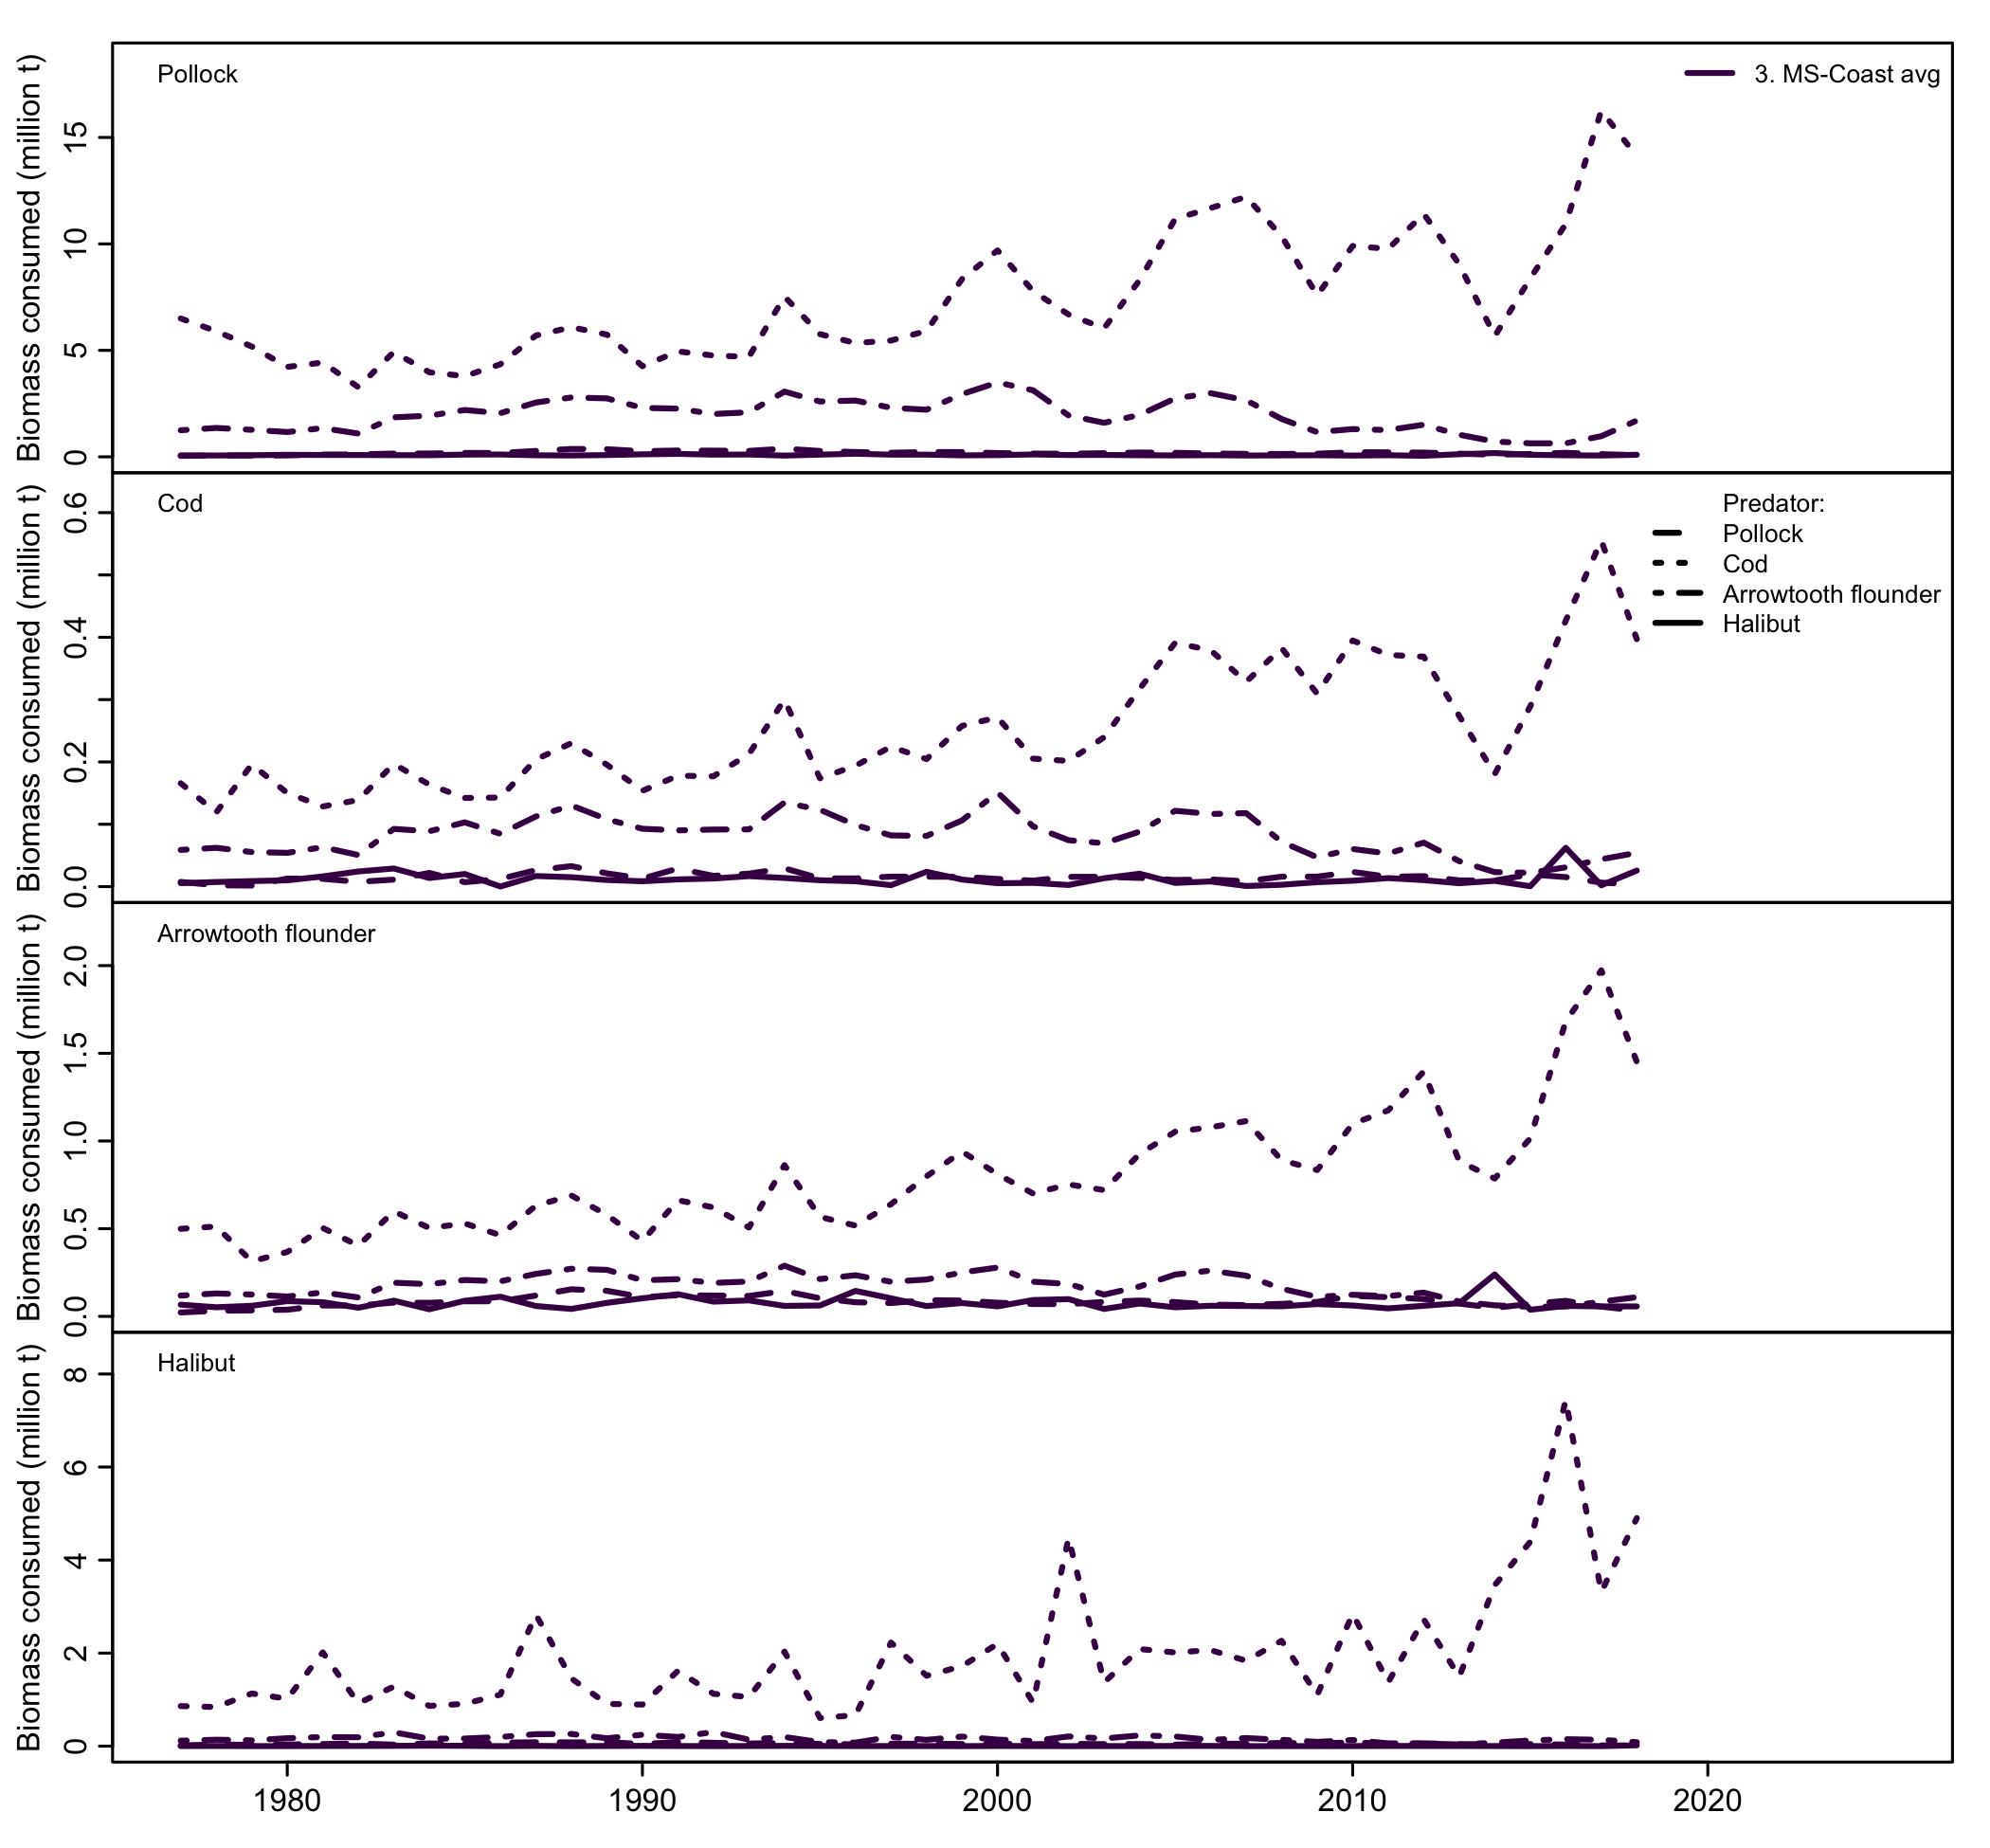 Pollock
3. MS-Coast avg
Biomass consumed (million t)
15
10
5
0
Cod
Predator:
Pollock
Cod
Arrowtooth flounder
Halibut
Biomass consumed (million t)
0.6
0.4
0.2
0.0
Arrowtooth flounder
Biomass consumed (million t)
2.0
1.5
1.0
0.5
0.0
Halibut
Biomass consumed (million t)
8
6
4
2
0
1980 1990 2000 2010 2020